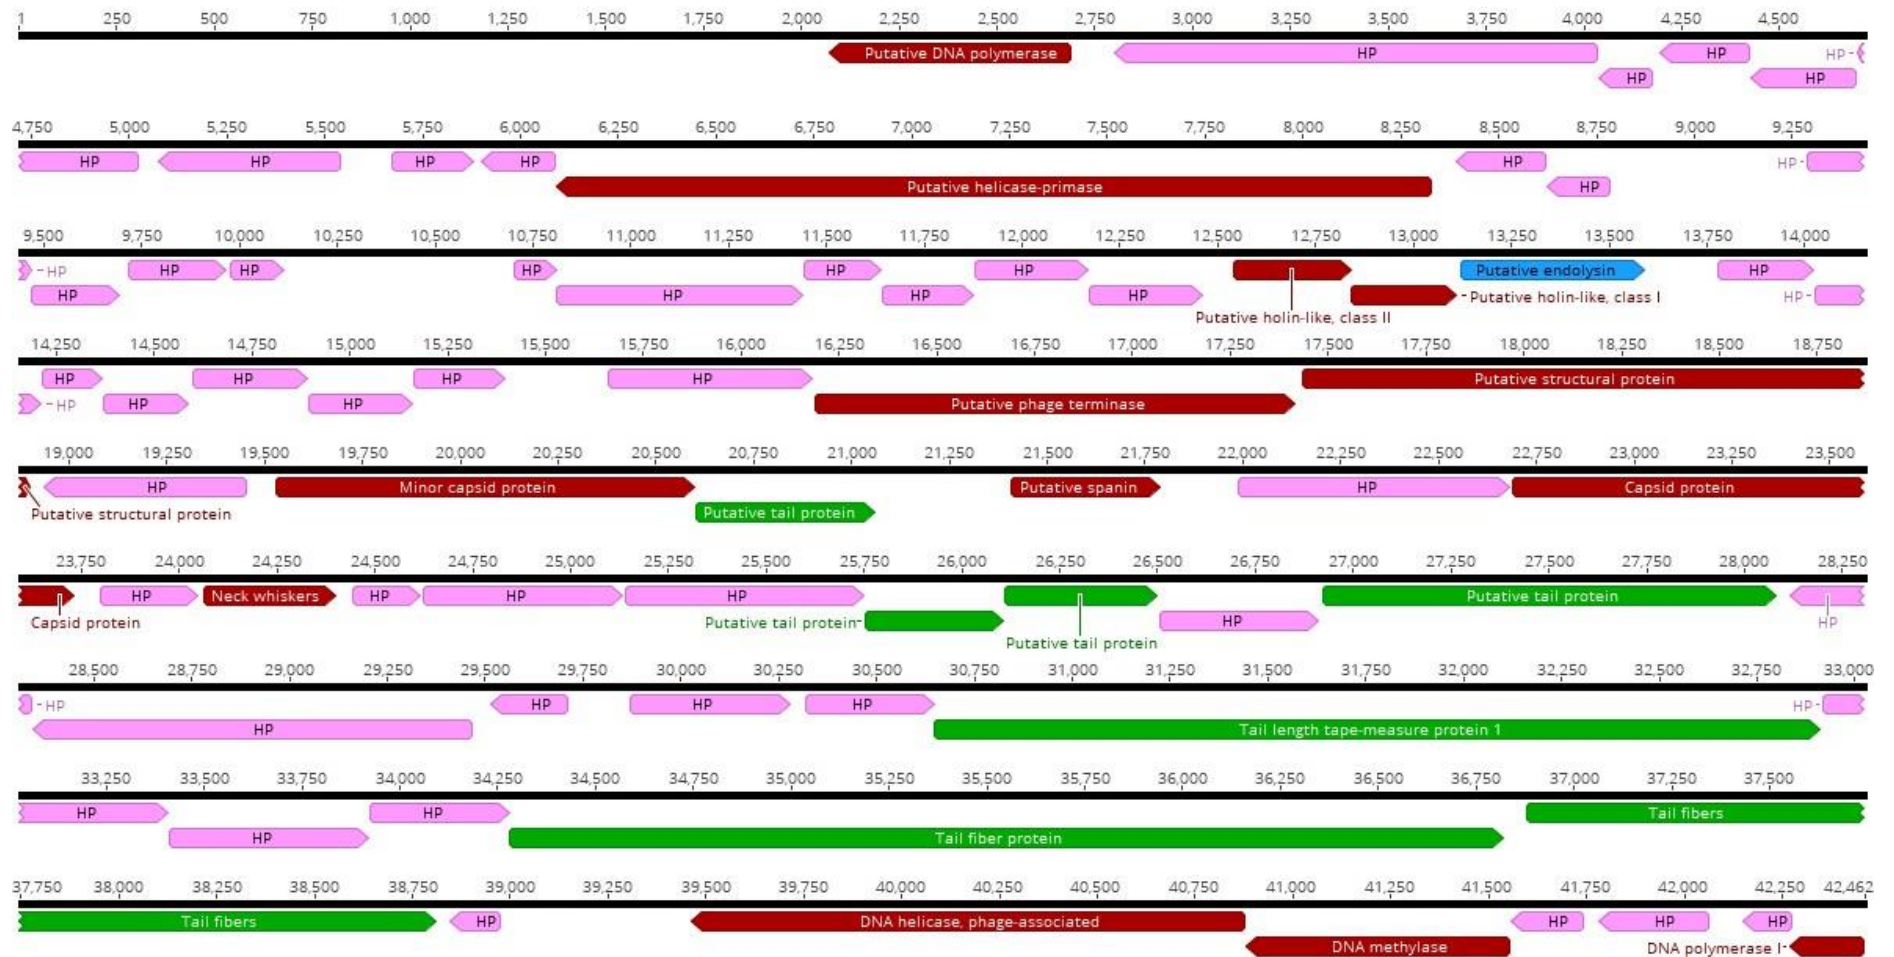 1 250 500 750 1,000 1,250 1,500 1,750 2,000 2,250 2,500 2,750 3,000 3,250 3,500 3,750 4,000 4,250 4,500
Putative DNA polymerase HP HP HP-
HP HP
4,750 5,000 5,250 5,500 5,750 6,000 6,250 6,500 6,750 7,000 7,250 7,500 7,750 8,000 8,250 8,500 8,750 9,000 9,250
HP HP HP HP HP HP-
Putative helicase-primase HP
9,500 9,750 10,000 10,250 10,500 10,750 11,000 11,250 11,500 11,750 12,000 12,250 12,500 12,750 13,000 13,250 13,500 13,750 14,000
-HP HP HP HP HP HP Putative endolysin HP
HP HP HP HP -Putative holin-like, class I HP-
Putative holin-like, class II
14,250 14,500 14,750 15,000 15,250 15,500 15,750 16,000 16,250 16,500 16,750 17,000 17,250 17,500 17,750 18,000 18,250 18,500 18,750
HP HP HP HP Putative structural protein
-HP HP HP Putative phage terminase
19,000 19,250 19,500 19,750 20,000 20,250 20,500 20,750 21,000 21,250 21,500 21,750 22,000 22,250 22,500 22,750 23,000 23,250 23,500
HP Minor capsid protein Putative spanin HP Capsid protein
Putative structural protein Putative tail protein
23,750 24,000 24,250 24,500 24,750 25,000 25,250 25,500 25,750 26,000 26,250 26,500 26,750 27,000 27,250 27,500 27,750 28,000 28,250
HP Neck whiskers HP HP HP Putative tail protein
Capsid protein Putative tail protein- HP HP
Putative tail protein
28,500 28,750 29,000 29,250 29,500 29,750 30,000 30,250 30,500 30,750 31,000 31,250 31,500 31,750 32,000 32,250 32,500 32,750 33,000
-HP HP HP HP HP-
HP Tail length tape-measure protein 1
33,250 33,500 33,750 34,000 34,250 34,500 34,750 35,000 35,250 35,500 35,750 36,000 36,250 36,500 36,750 37,000 37,250 37,500
HP HP Tail fibers
HP Tail fiber protein
37,750 38,000 38,250 38,500 38,750 39,000 39,250 39,500 39,750 40,000 40,250 40,500 40,750 41,000 41,250 41,500 41,750 42,000 42,250 42,462
Tail fibers HP DNA helicase, phage-associated HP HP HP
DNA methylase DNA polymerase I-